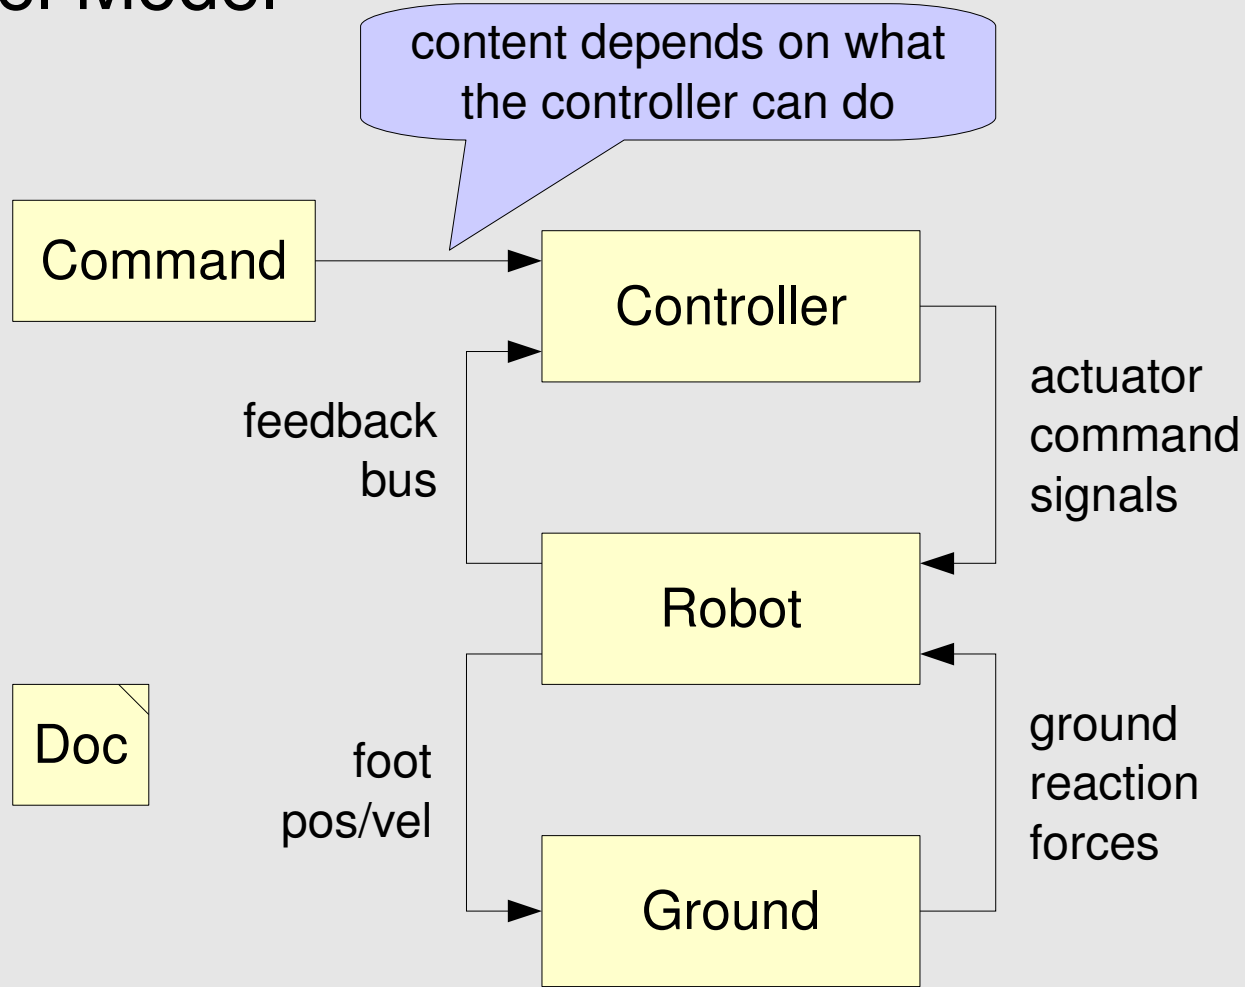 Model
content depends on what
the controller can do
Command
Controller
actuator
command
signals
feedback
bus
Robot
Doc
foot
pos/vel
ground
reaction
forces
Ground